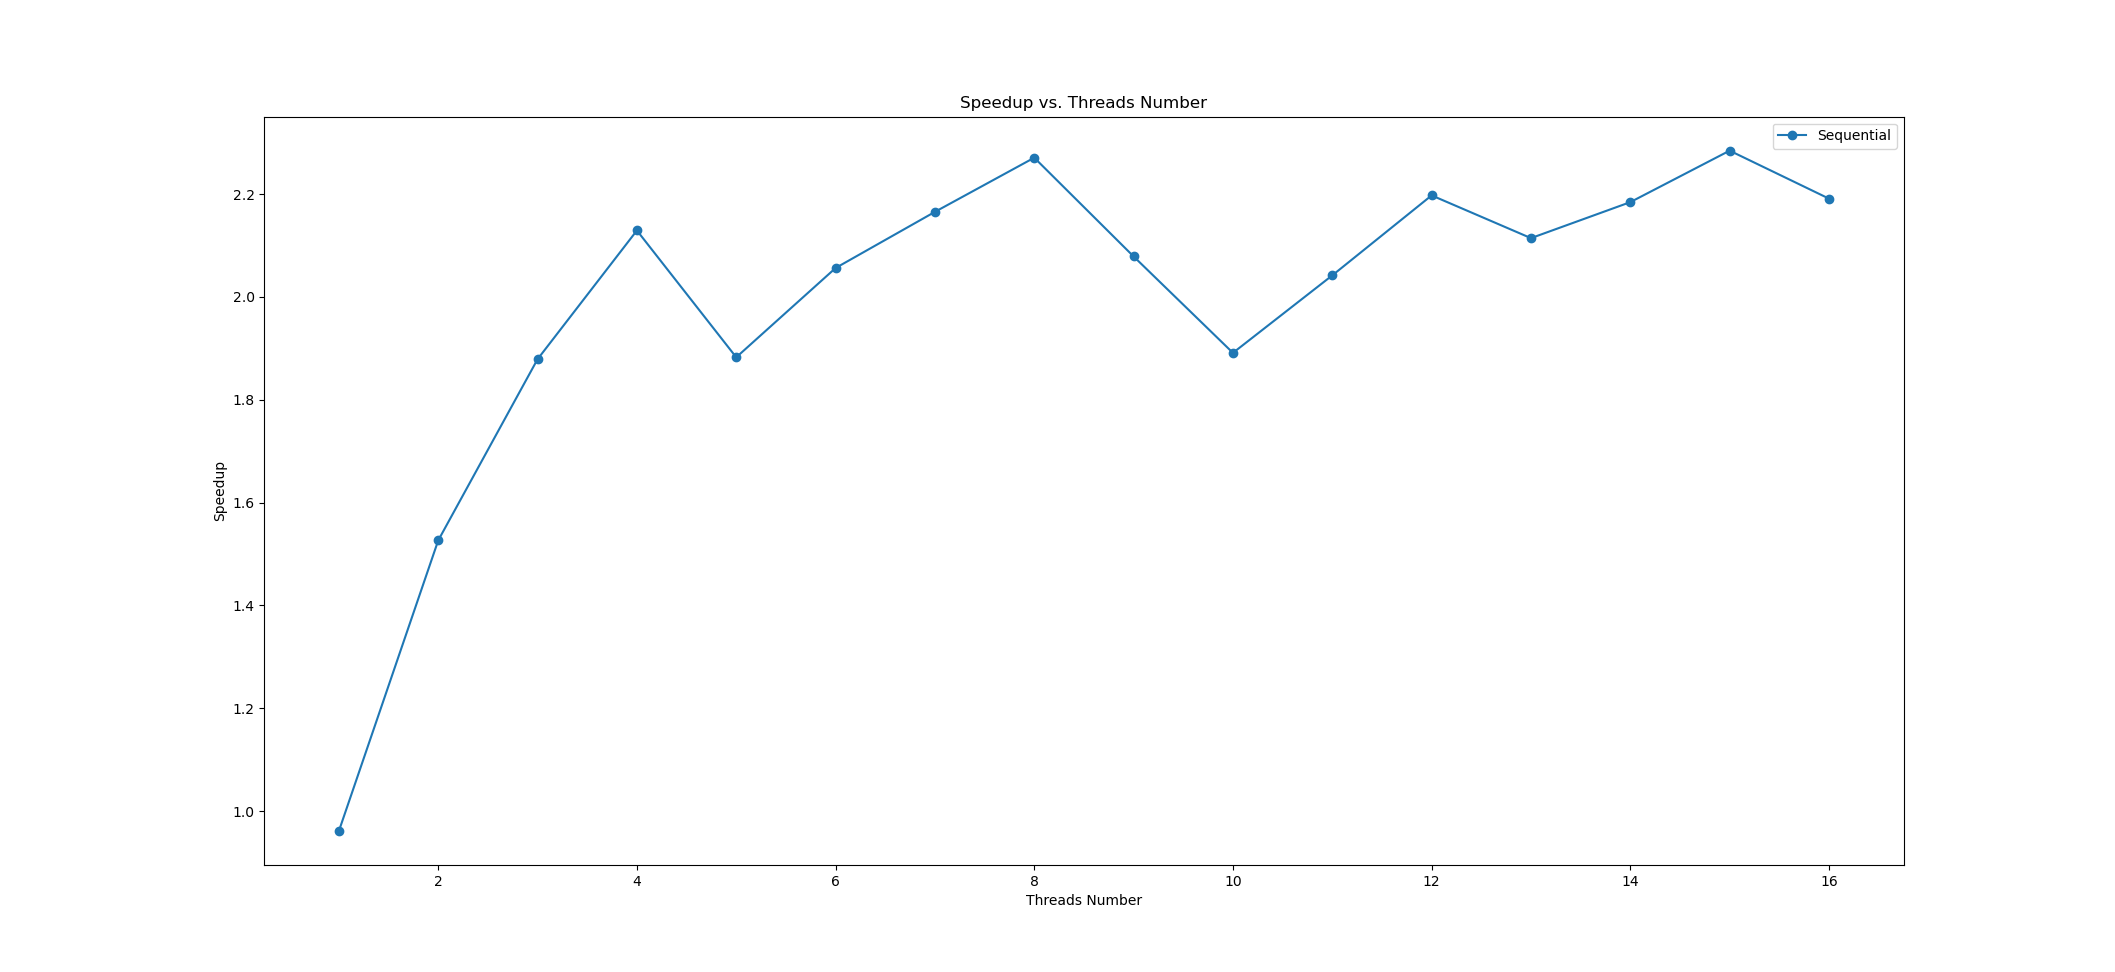 Speedup vs. Threads Number
Sequential
2.2
2.0
1.8
1.6
1.4
1.2
1.0
Speedup
2 4 6 8 10 12 14 16
Threads Number